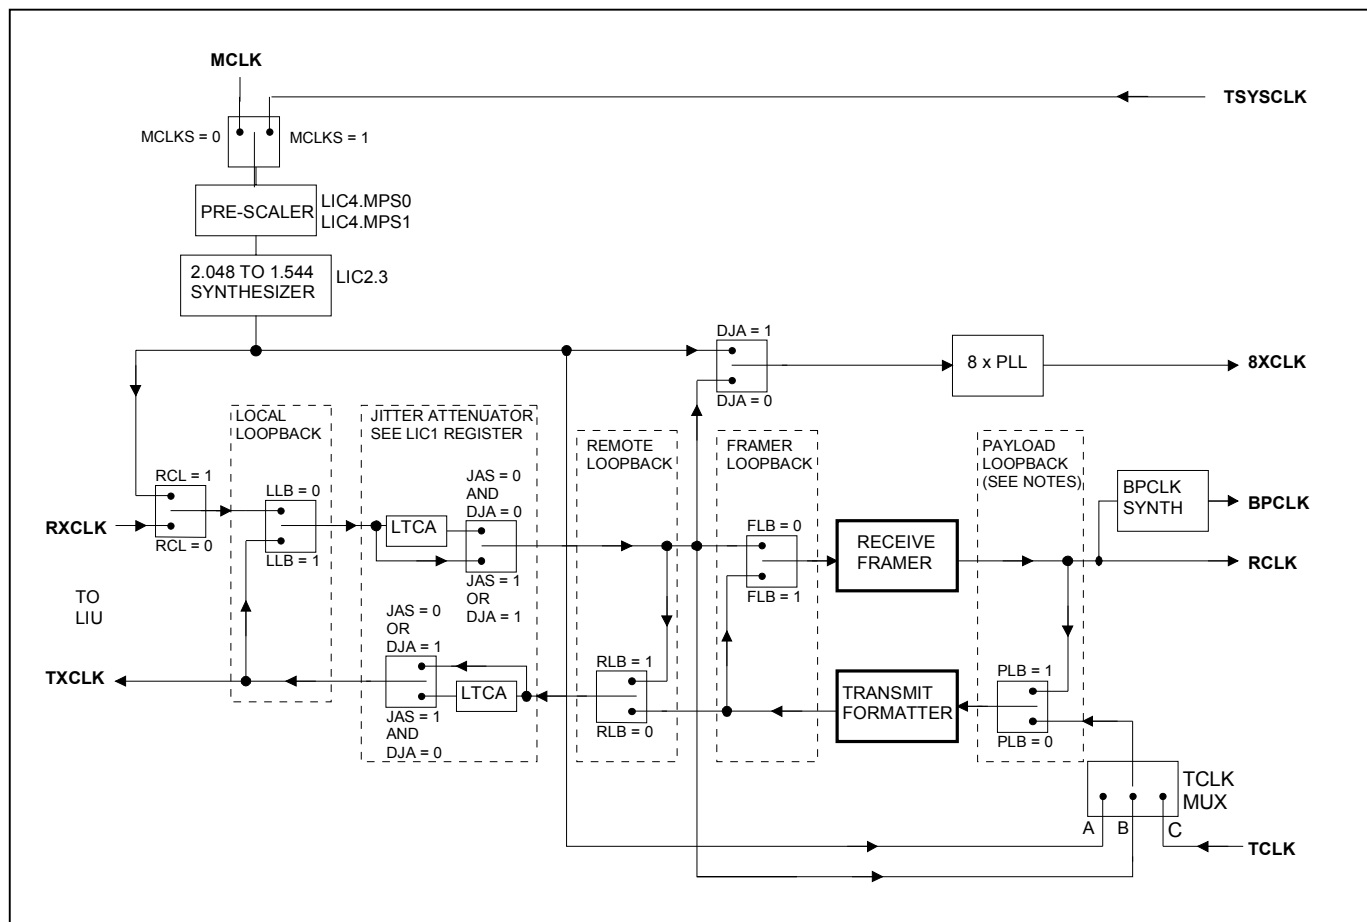 MCLK
TSYSCLK
MCLKS = 0
MCLKS = 1
PRE-SCALER
LIC4.MPS0
LIC4.MPS1
2.048 TO 1.544
SYNTHESIZER
LIC2.3
DJA = 1
8 x PLL
8XCLK
DJA = 0
LOCAL
LOOPBACK
JITTER ATTENUATOR
SEE LIC1 REGISTER
REMOTE
LOOPBACK
FRAMER
LOOPBACK
PAYLOAD
LOOPBACK
(SEE NOTES)
RCL = 1
RXCLK
RCL = 0
LLB = 0
LLB = 1
LTCA
JAS = 0
AND
DJA = 0
JAS = 1
OR
DJA = 1
FLB = 0
FLB = 1
RECEIVE
FRAMER
BPCLK
SYNTH
BPCLK
RCLK
TO
LIU
TXCLK
JAS = 0
OR
DJA = 1
LTCA
JAS = 1
AND
DJA = 0
RLB = 1
RLB = 0
TRANSMIT
FORMATTER
PLB = 1
PLB = 0
TCLK
MUX
A
B
C
TCLK